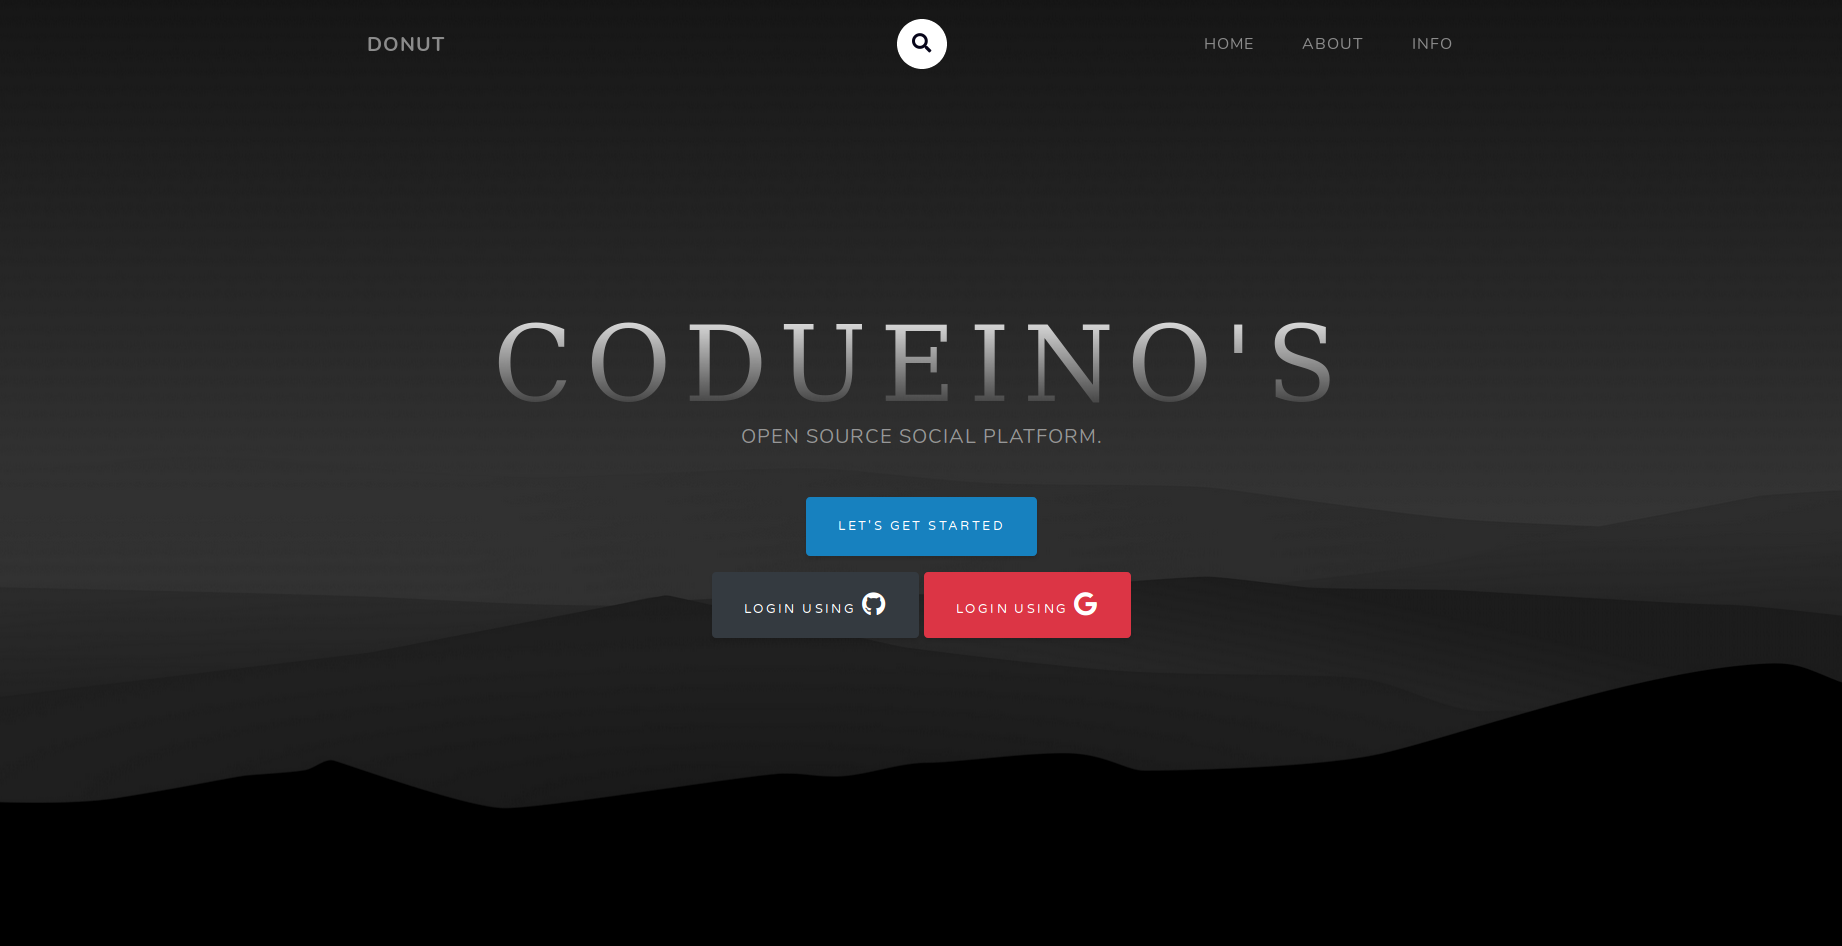 DONUT
HOME ABOUT INFO
CODUEINO'S
OPEN SOURCE SOCIAL PLATFORM.
LET'S GET STARTED
LOGIN USING
LOGIN USING